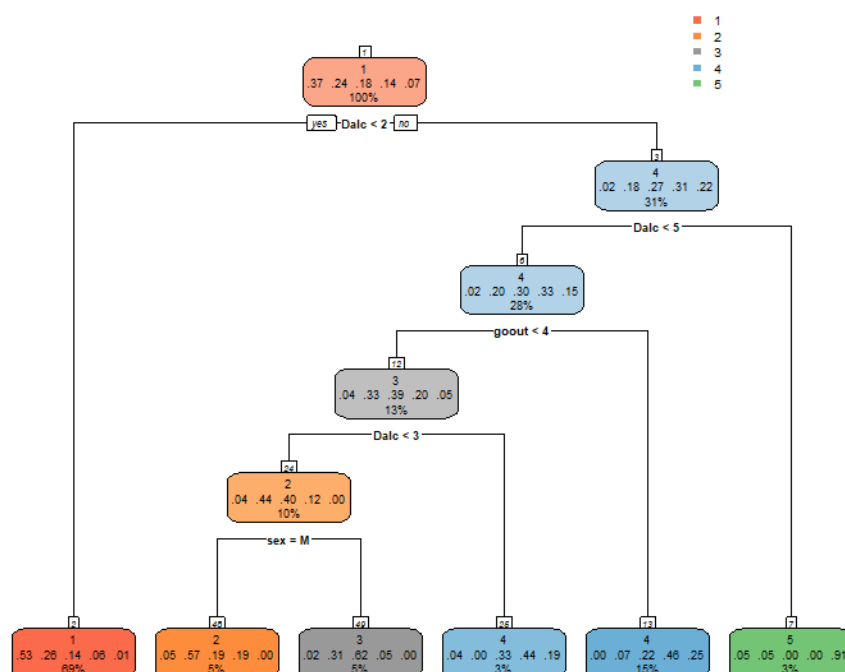 1
2
3
4
5
1
1
.37 .24 .18 .14 .07
100%
yes Dalc < 2 no
3
4
.02 .18 .27 .31 .22
31%
Dalc < 5
6
4
.02 .20 .30 .33 .15
28%
goout < 4
12
3
.04 .33 .39 .20 .05
13%
Dalc < 3
24
2
.04 .44 .40 .12 .00
10%
sex = M
2
1
.53 .26 .14 .06 .01
69%
48
2
.05 .57 .19 .19 .00
5%
49
3
.02 .31 .62 .05 .00
5%
25
4
.04 .00 .33 .44 .19
3%
13
4
.00 .07 .22 .46 .25
15%
7
5
.05 .05 .00 .00 .91
3%